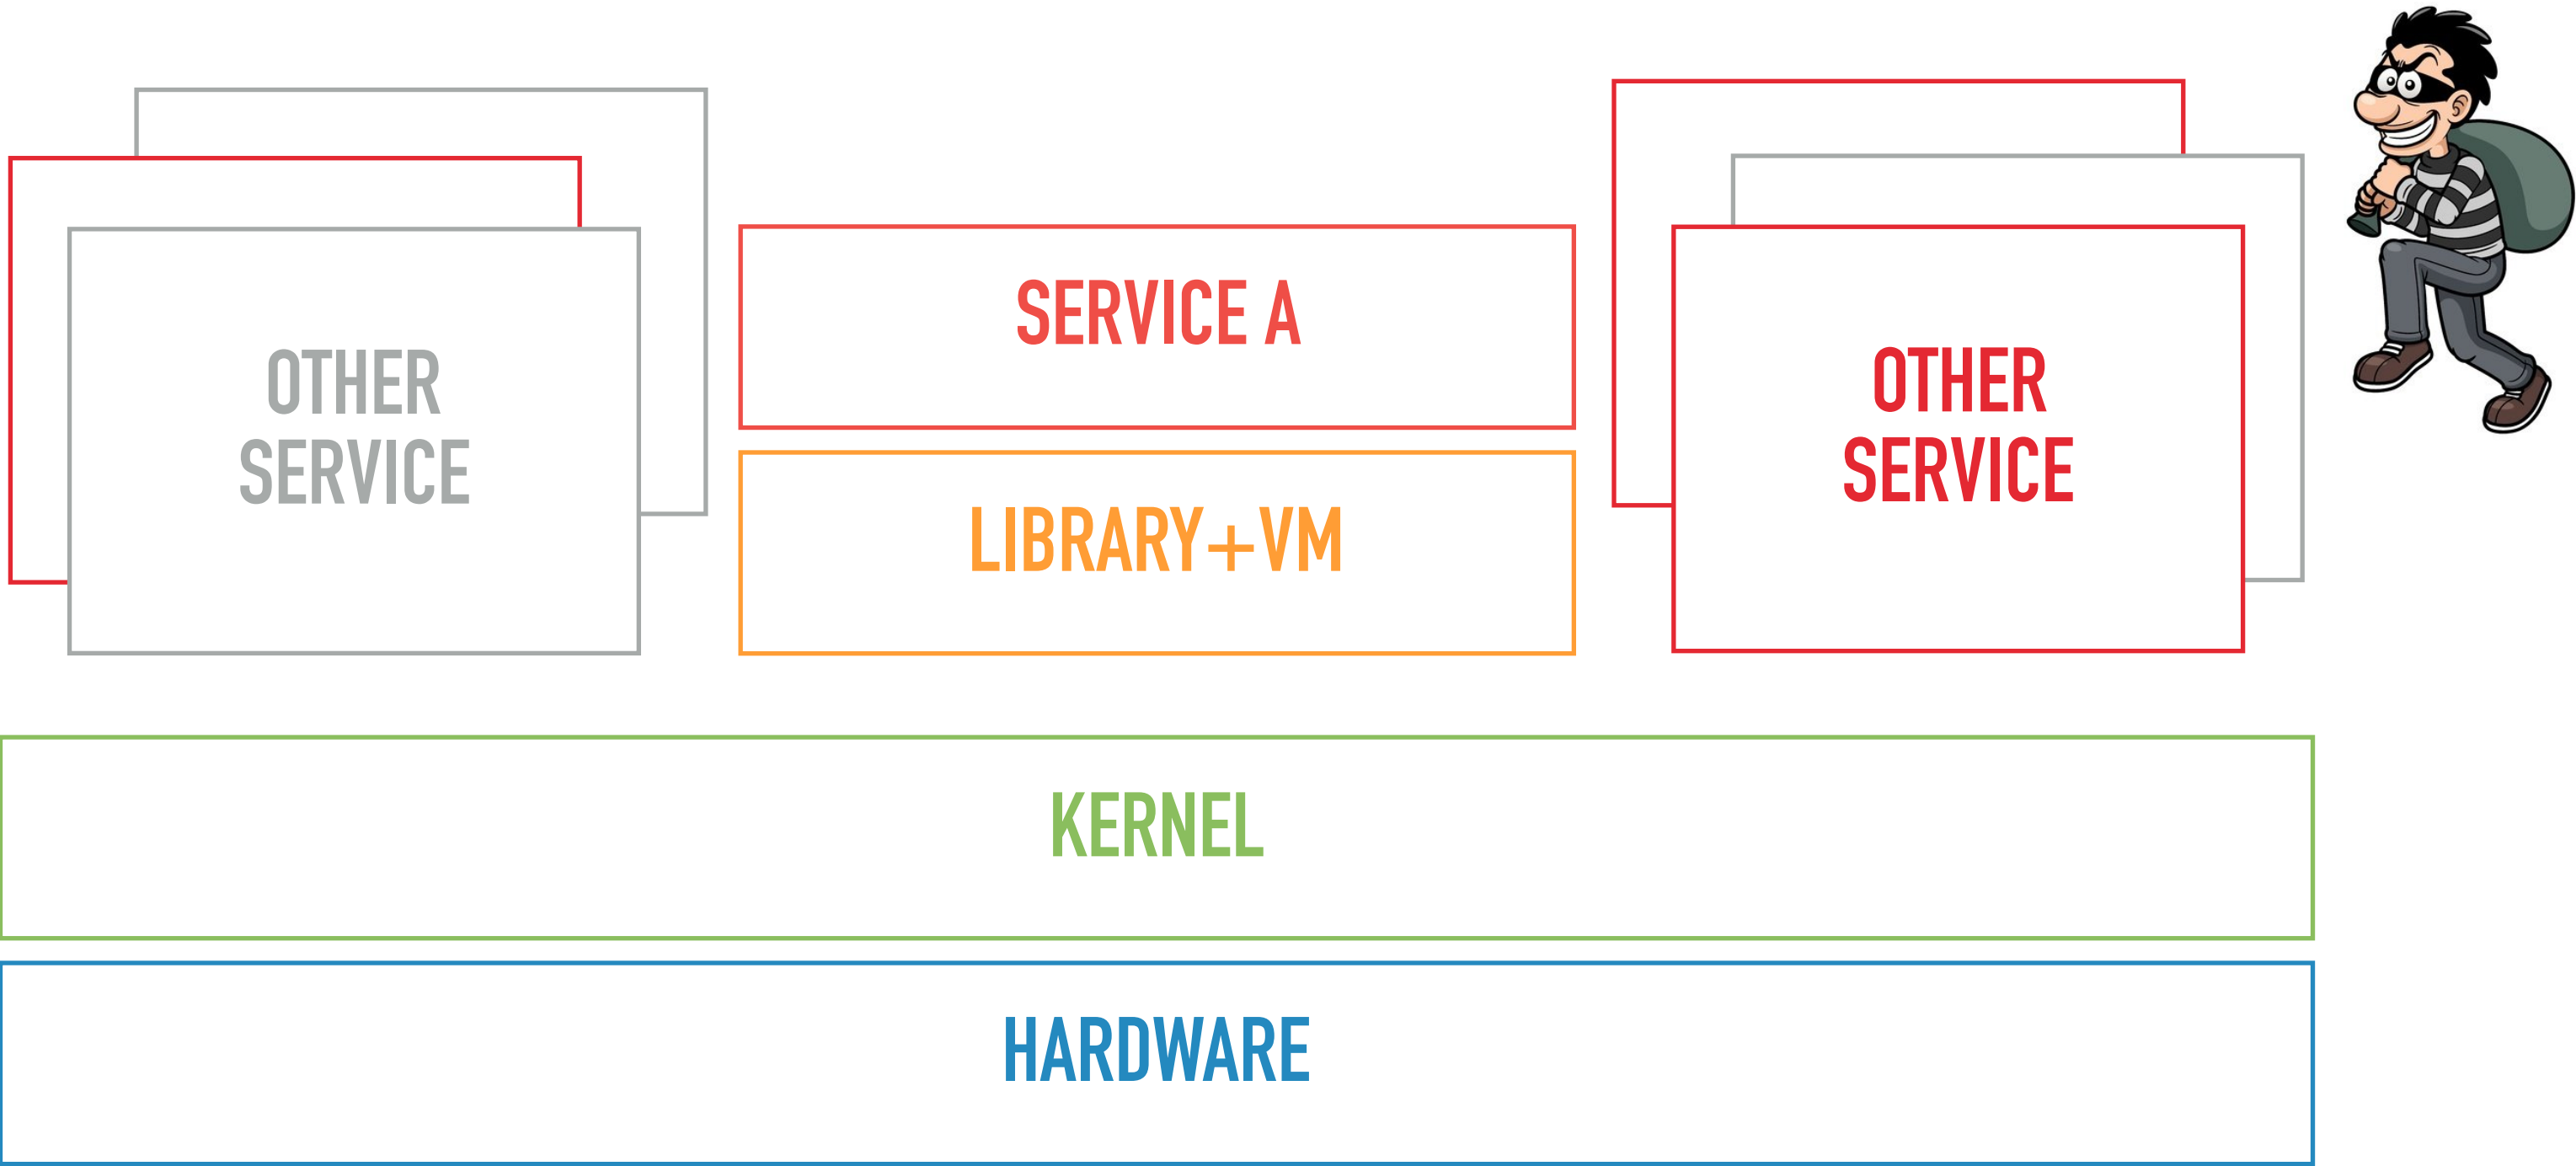 OTHER
SERVICE
SERVICE A
LIBRARY+VM
OTHER
SERVICE
KERNEL
HARDWARE